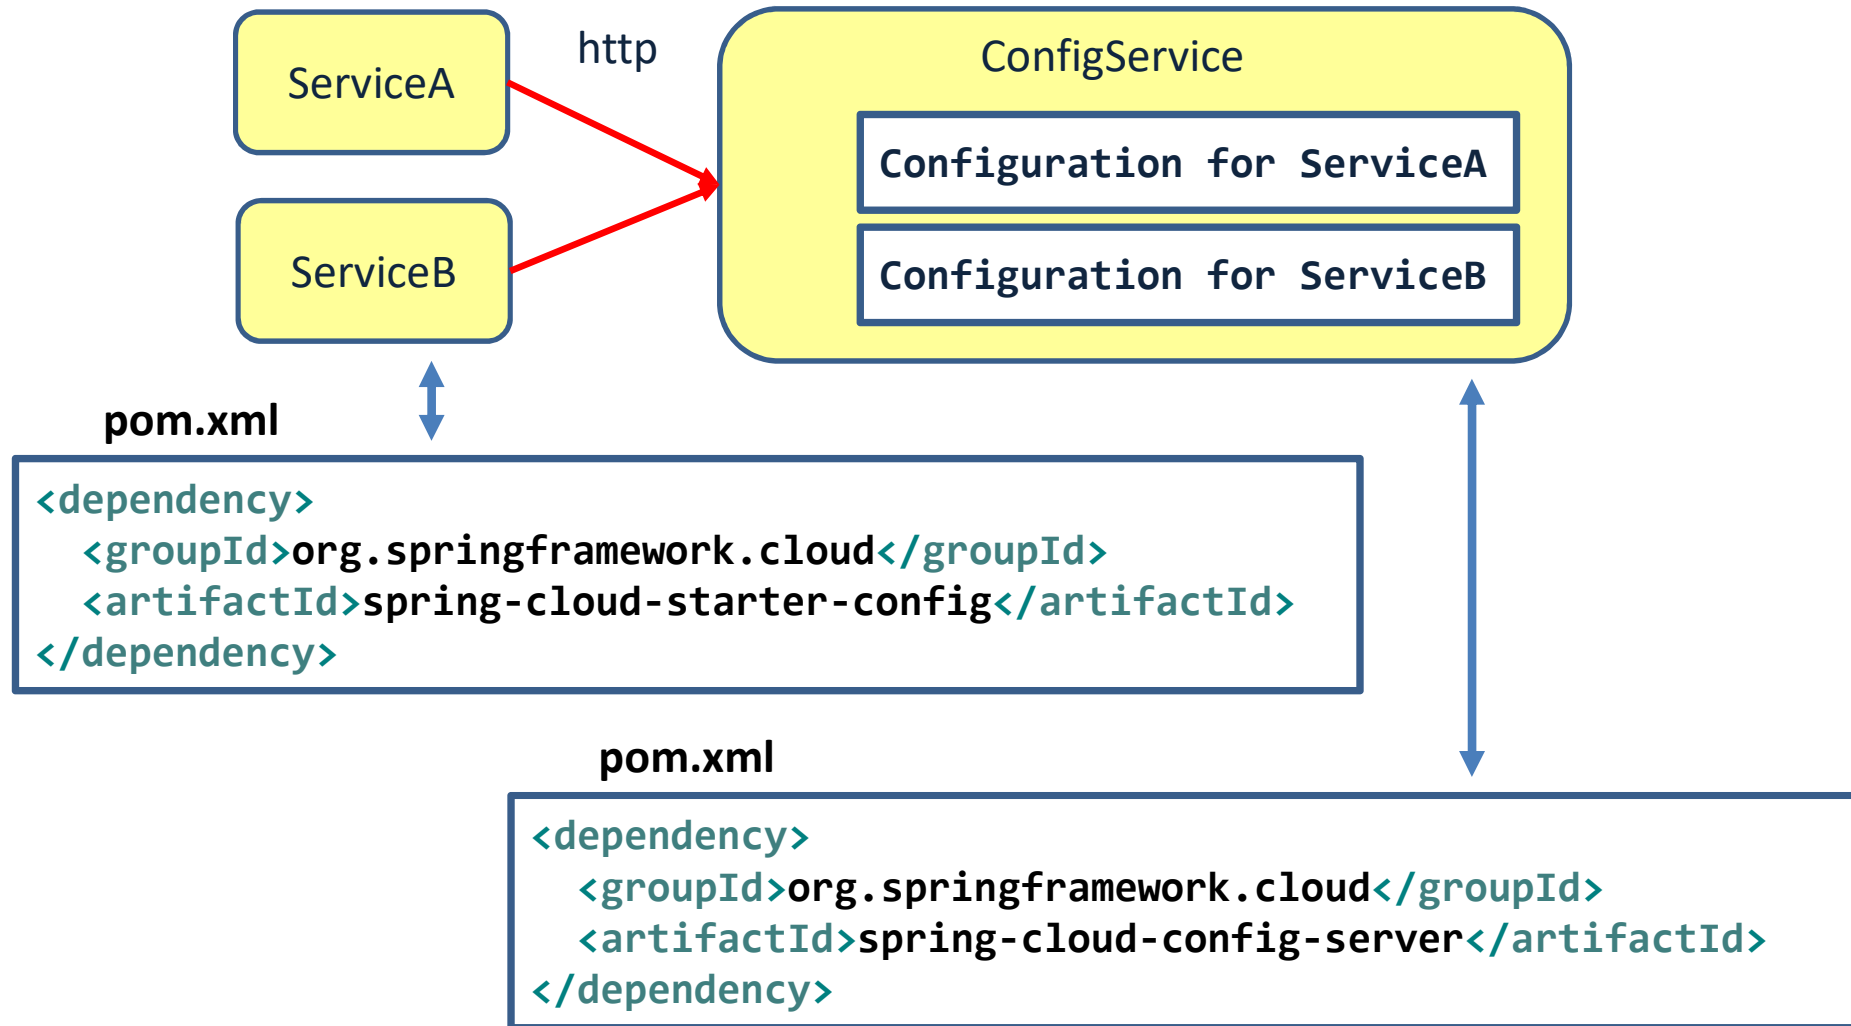 ServiceA
http
ConfigService
Configuration for ServiceA
ServiceB
Configuration for ServiceB
pom.xml
<dependency>
  <groupId>org.springframework.cloud</groupId>
  <artifactId>spring-cloud-starter-config</artifactId>
</dependency>
pom.xml
<dependency>
  <groupId>org.springframework.cloud</groupId>
  <artifactId>spring-cloud-config-server</artifactId>
</dependency>